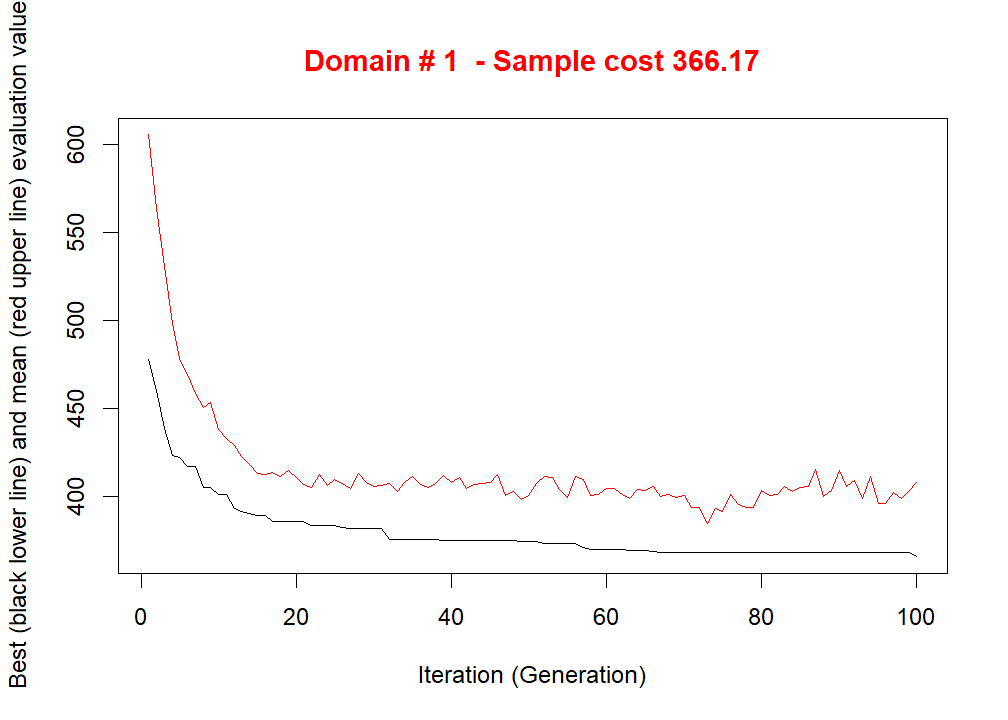 Domain # 1  - Sample cost 366.17
Best (black lower line) and mean (red upper line) evaluation value
600
550
500
450
400
0 20 40 60 80 100
Iteration (Generation)